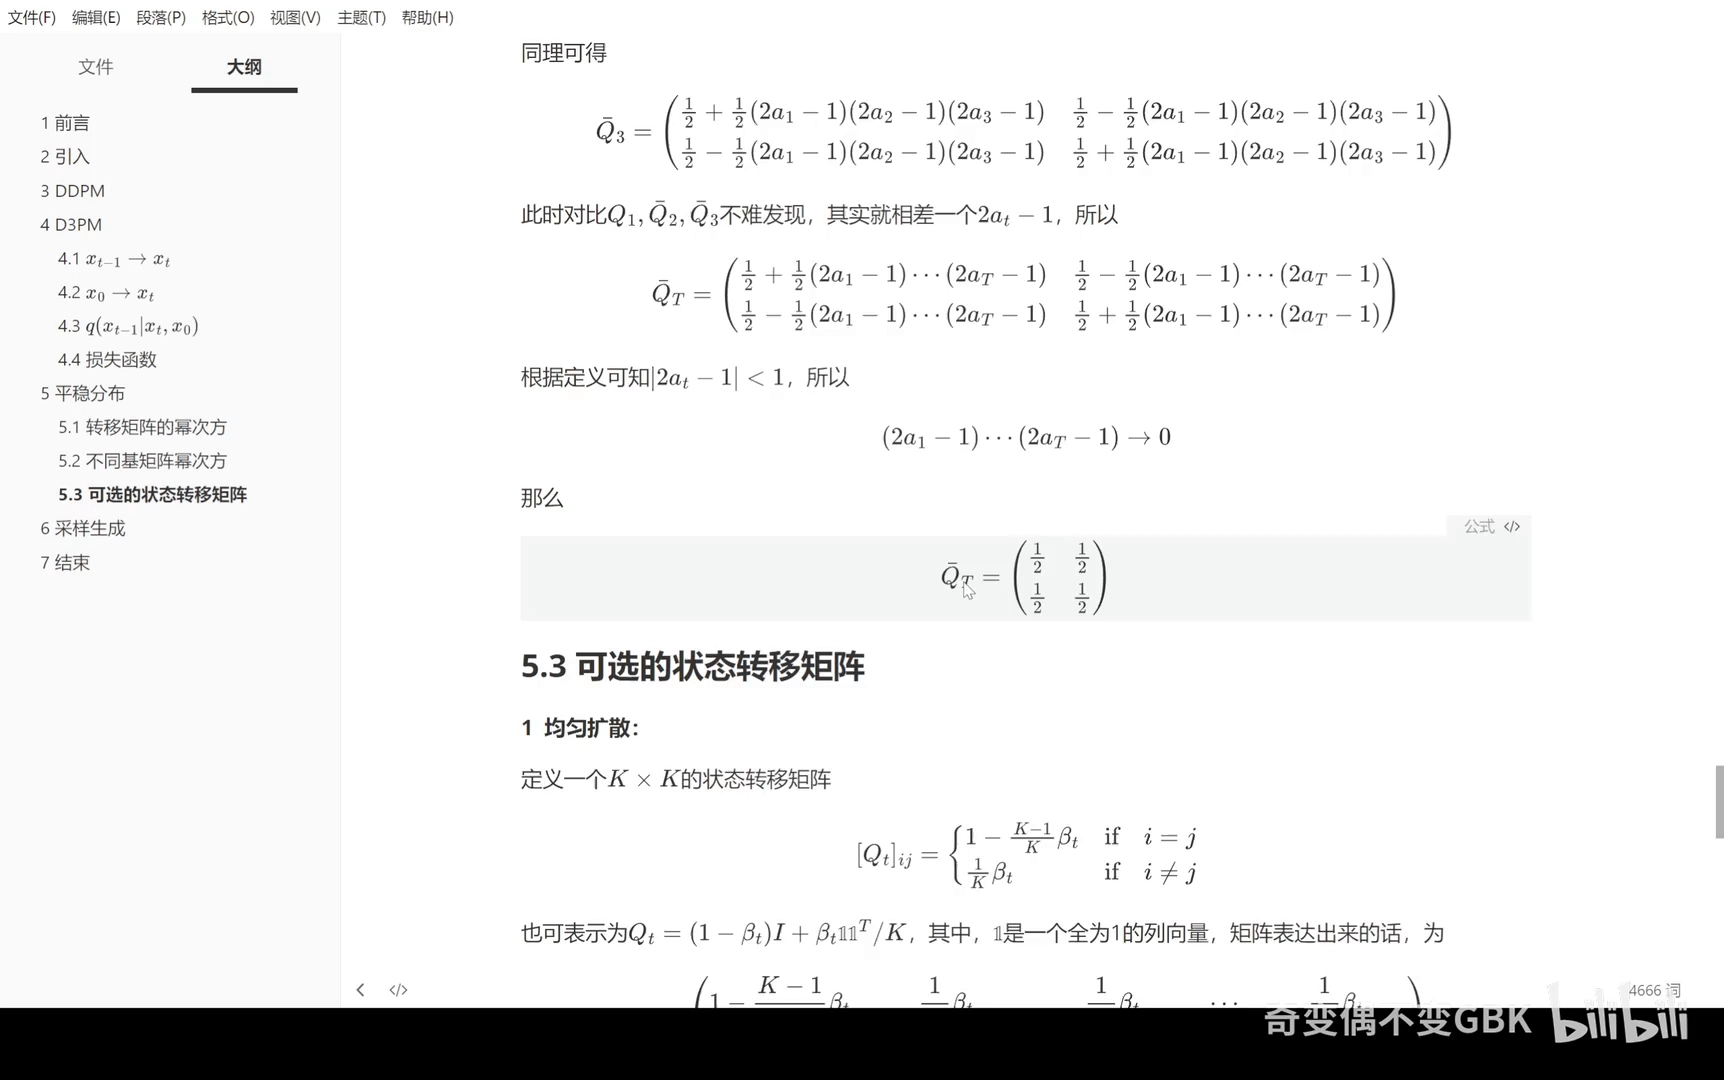 文件(F) 编辑(E) 段落(P) 格式(O) 视图(V) 主题(T) 帮助(H)
文件 大纲
1 前言
2 引入
3 DDPM
4 D3PM
4.1 x_{t−1} → x_t
4.2 x_0 → x_t
4.3 q(x_{t−1}|x_t, x_0)
4.4 损失函数
5 平稳分布
5.1 转移矩阵的幂次方
5.2 不同基矩阵幂次方
5.3 可选的状态转移矩阵
6 采样生成
7 结束
同理可得
Q̄_3 = ( 1/2 + 1/2(2a_1 − 1)(2a_2 − 1)(2a_3 − 1) 1/2 − 1/2(2a_1 − 1)(2a_2 − 1)(2a_3 − 1)
1/2 − 1/2(2a_1 − 1)(2a_2 − 1)(2a_3 − 1) 1/2 + 1/2(2a_1 − 1)(2a_2 − 1)(2a_3 − 1) )
此时对比Q_1, Q̄_2, Q̄_3不难发现，其实就相差一个2a_t − 1，所以
Q̄_T = ( 1/2 + 1/2(2a_1 − 1)⋯(2a_T − 1) 1/2 − 1/2(2a_1 − 1)⋯(2a_T − 1)
1/2 − 1/2(2a_1 − 1)⋯(2a_T − 1) 1/2 + 1/2(2a_1 − 1)⋯(2a_T − 1) )
根据定义可知|2a_t − 1| < 1，所以
(2a_1 − 1)⋯(2a_T − 1) → 0
那么
公式 </>
Q̄_T = ( 1/2 1/2
1/2 1/2 )
5.3 可选的状态转移矩阵
1 均匀扩散：
定义一个K × K的状态转移矩阵
[Q_t]_{ij} = { 1 − K−1/K β_t if i = j
1/K β_t if i ≠ j
也可表示为Q_t = (1 − β_t)I + β_t𝟙𝟙^T/K，其中，𝟙是一个全为1的列向量，矩阵表达出来的话，为
( 1 − K − 1 β_t 1 β_t 1 β_t ⋯ 1 β_t )
</> 4666 词
奇变偶不变GBK bilibili